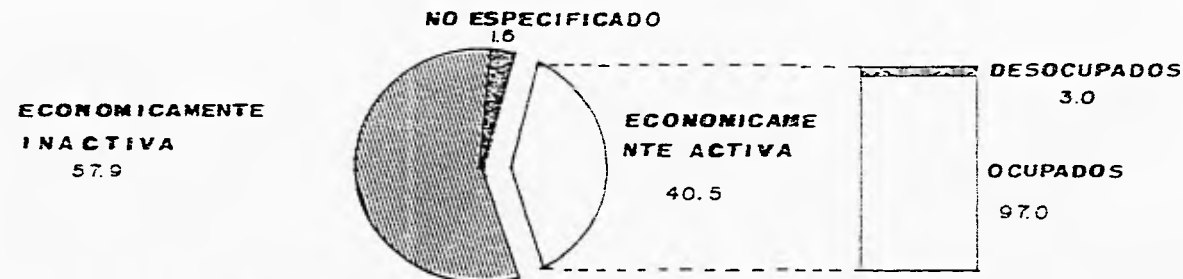 NO ESPECIFICADO
1.6
ECONOMICAMENTE
INACTIVA
57.9
ECONOMICAME
NTE ACTIVA
40.5
DESOCUPADOS
3.0
OCUPADOS
97.0